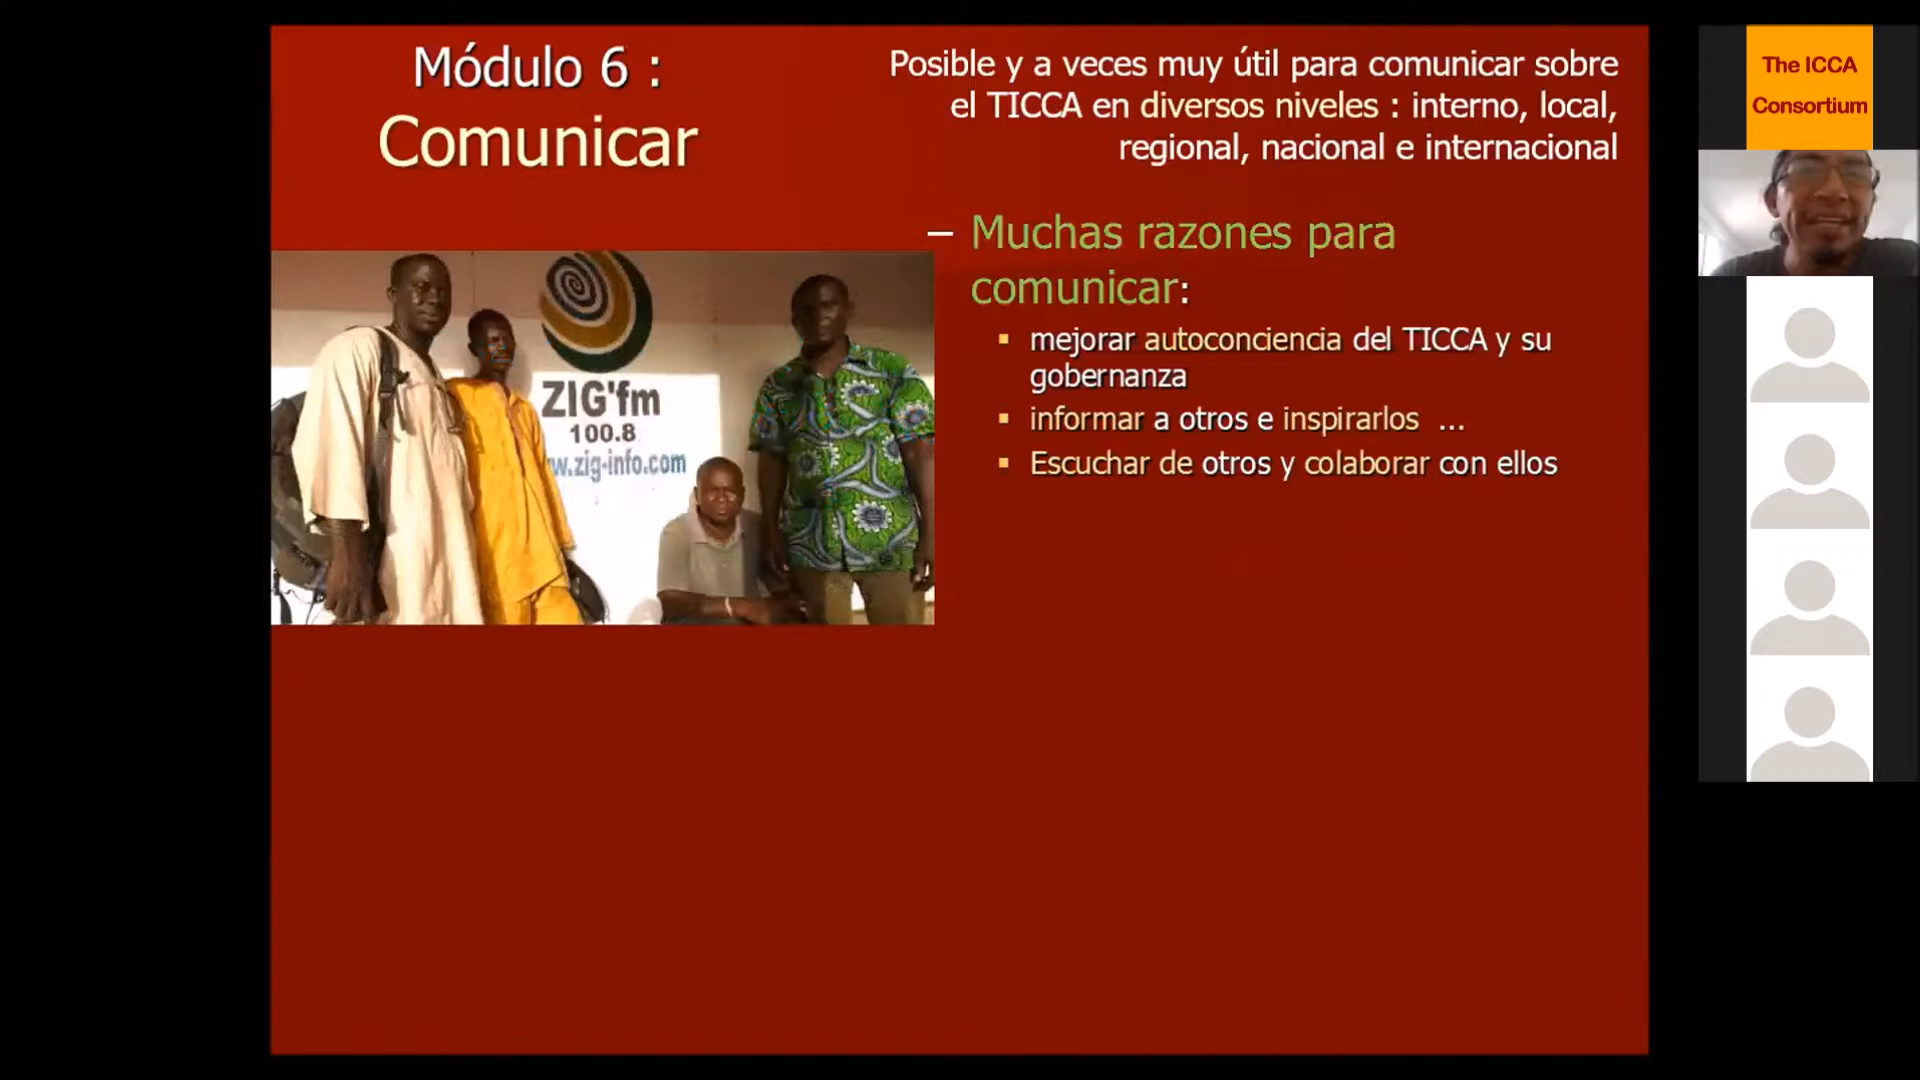 Módulo 6 :
Comunicar
Posible y a veces muy útil para comunicar sobre
el TICCA en diversos niveles : interno, local,
regional, nacional e internacional
– Muchas razones para
comunicar:
▪ mejorar autoconciencia del TICCA y su
gobernanza
▪ informar a otros e inspirarlos ...
▪ Escuchar de otros y colaborar con ellos
ZIG'fm
100.8
w.zig-info.com
The ICCA
Consortium